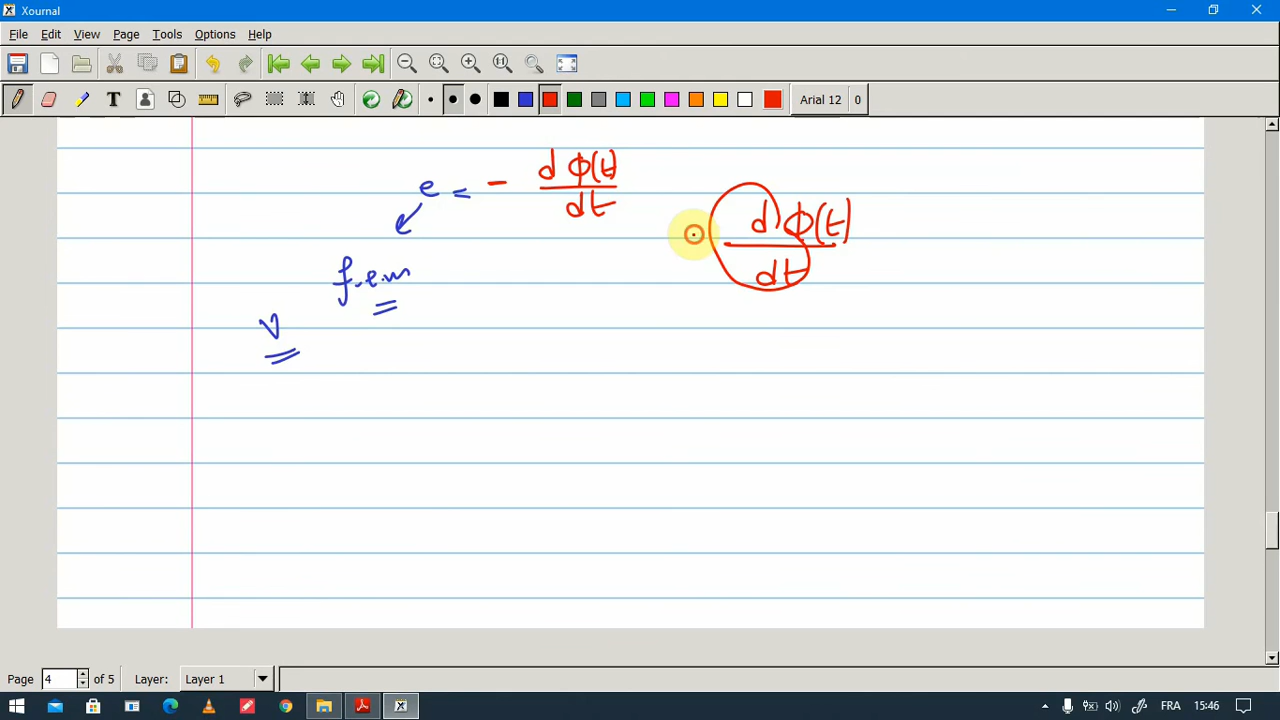 Xournal
File Edit View Page Tools Options Help
Arial 12 0
e = - dφ(t)
dt
dφ(t)
dt
f.e.m
V
Page 4 of 5 Layer: Layer 1
FRA 15:46